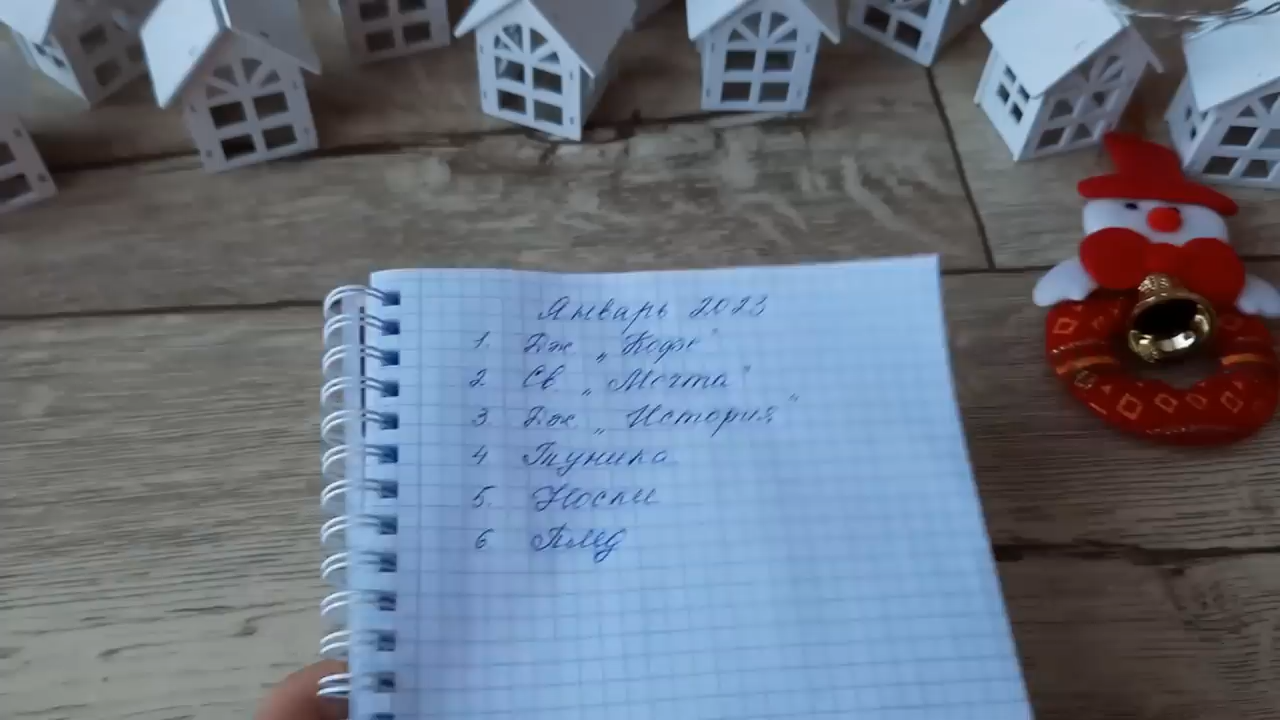 Январь 2023
1. Дж „Кофе"
2. Св. „Мечта"
3. Дж „История"
4 Туника
5. Носки
6 Плед